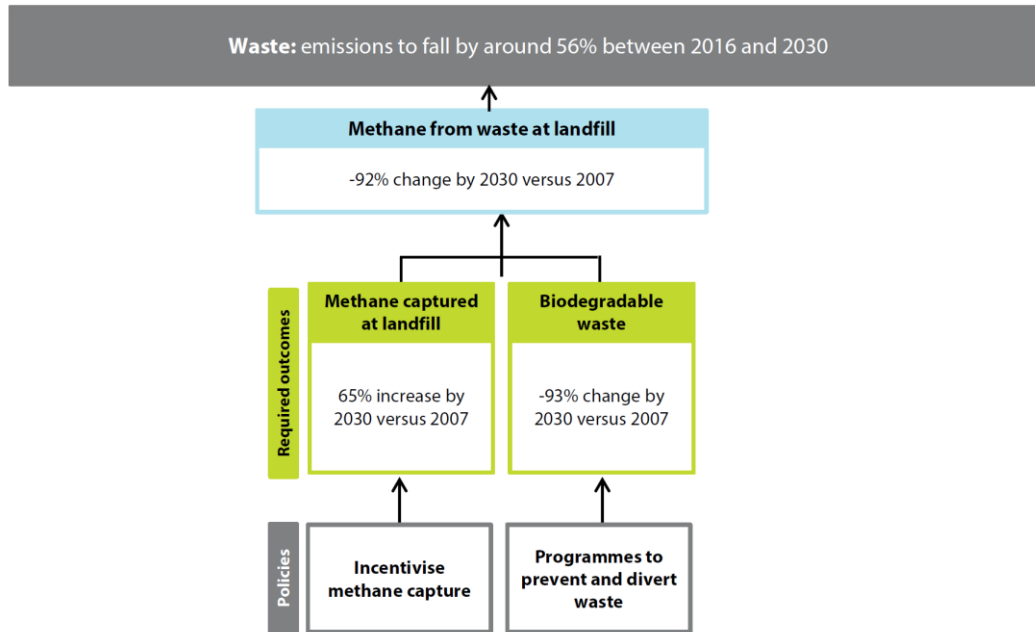 Waste: emissions to fall by around 56% between 2016 and 2030
Methane from waste at landfill
-92% change by 2030 versus 2007
Required outcomes
Methane captured
at landfill
65% increase by
2030 versus 2007
Biodegradable
waste
-93% change by
2030 versus 2007
Policies
Incentivise
methane capture
Programmes to
prevent and divert
waste